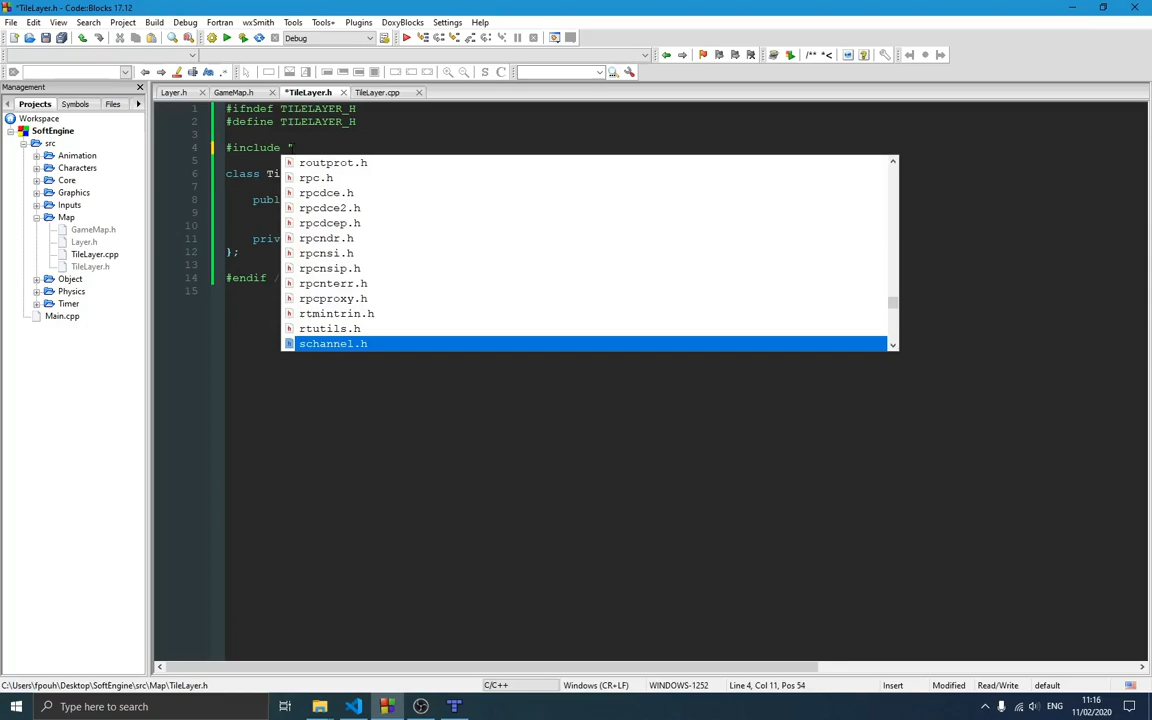 *TileLayer.h - Code::Blocks 17.12
File Edit View Search Project Build Debug Fortran wxSmith Tools Tools+ Plugins DoxyBlocks Settings Help
Debug
/** *<
S C
Management
Layer.h GameMap.h *TileLayer.h TileLayer.cpp
Projects Symbols Files
Workspace
SoftEngine
src
Animation
Characters
Core
Graphics
Inputs
Map
GameMap.h
Layer.h
TileLayer.cpp
TileLayer.h
Object
Physics
Timer
Main.cpp
1 #ifndef TILELAYER_H
2 #define TILELAYER_H
3
4 #include "
5
6 class Ti
7
8 publ
9
10
11 priv
12 };
13
14 #endif /
15
routprot.h
rpc.h
rpcdce.h
rpcdce2.h
rpcdcep.h
rpcndr.h
rpcnsi.h
rpcnsip.h
rpcnterr.h
rpcproxy.h
rtmintrin.h
rtutils.h
schannel.h
C:\Users\fpouh\Desktop\SoftEngine\src\Map\TileLayer.h C/C++ Windows (CR+LF) WINDOWS-1252 Line 4, Col 11, Pos 54 Insert Modified Read/Write default
Type here to search
ENG
11:16
11/02/2020